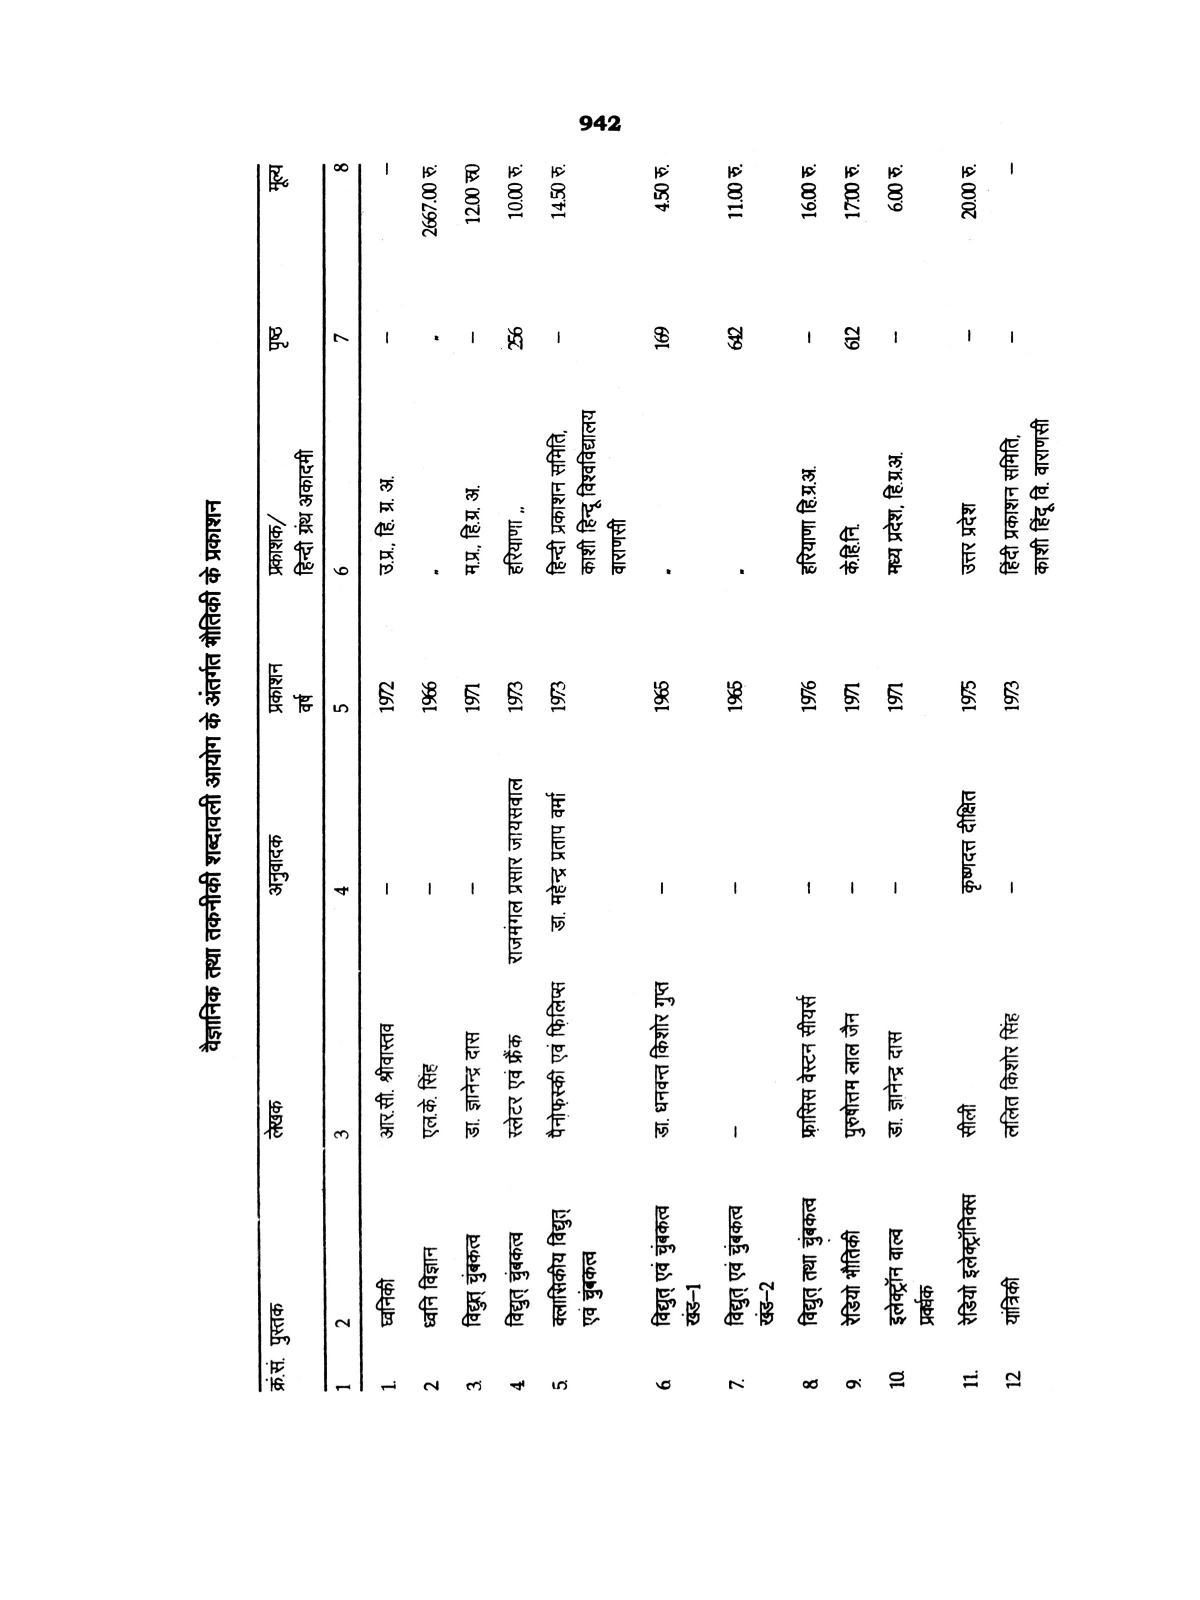 942
वैज्ञानिक तथा तकनीकी शब्दावली आयोग के अंतर्गत भौतिकी के प्रकाशन
क्रं.सं. पुस्तक लेखक अनुवादक प्रकाशन प्रकाशक/ पृष्ठ मूल्य
वर्ष हिन्दी ग्रंथ अकादमी
1 2 3 4 5 6 7 8
1. ध्वनिकी आर.सी. श्रीवास्तव – 1972 उ.प्र., हिं. ग्र. अ. – –
2 ध्वनि विज्ञान एल.के. सिंह – 1966 " " 2667.00 रु.
3. विद्युत् चुंबकत्व डा. ज्ञानेन्द्र दास – 1971 म.प्र., हि.ग्र. अ. – 12.00 रू0
4 विद्युत् चुंबकत्व स्लेटर एवं फ्रैंक राजमंगल प्रसार जायसवाल 1973 हरियाणा ,, 256 10.00 रु.
5. क्लासिकीय विद्युत् पैनोफ़स्की एवं फिलिप्स डा. महेन्द्र प्रताप वर्मा 1973 हिन्दी प्रकाशन समिति, – 14.50 रु.
एवं चुंबकत्व काशी हिन्दू विश्वविद्यालय
वाराणसी
6 विद्युत् एवं चुंबकत्व डा. धनवन्त किशोर गुप्त – 1965 " 169 4.50 रु.
खंड–1
7. विद्युत् एवं चुंबकत्व – – 1965 " 642 11.00 रु.
खंड–2
8 विद्युत् तथा चुंबकत्व फ्रासिस वेस्टन सीयर्स – 1976 हरियाणा हि.ग्र.अ. – 16.00 रु.
9. रेडियो भौतिकी पुरुषोत्तम लाल जैन – 1971 के.हि.नि. 612 17.00 रु.
10. इलेक्ट्रॉन वाल्व डा. ज्ञानेन्द्र दास – 1971 मध्य प्रदेश, हि.ग्र.अ. – 6.00 रु.
प्रर्वधक
11. रेडियो इलेक्ट्रॉनिक्स सीली कृष्णदत्त दीक्षित 1975 उत्तर प्रदेश – 20.00 रु.
12 यांत्रिकी ललित किशोर सिंह – 1973 हिंदी प्रकाशन समिति, – –
काशी हिंदू वि. वाराणसी